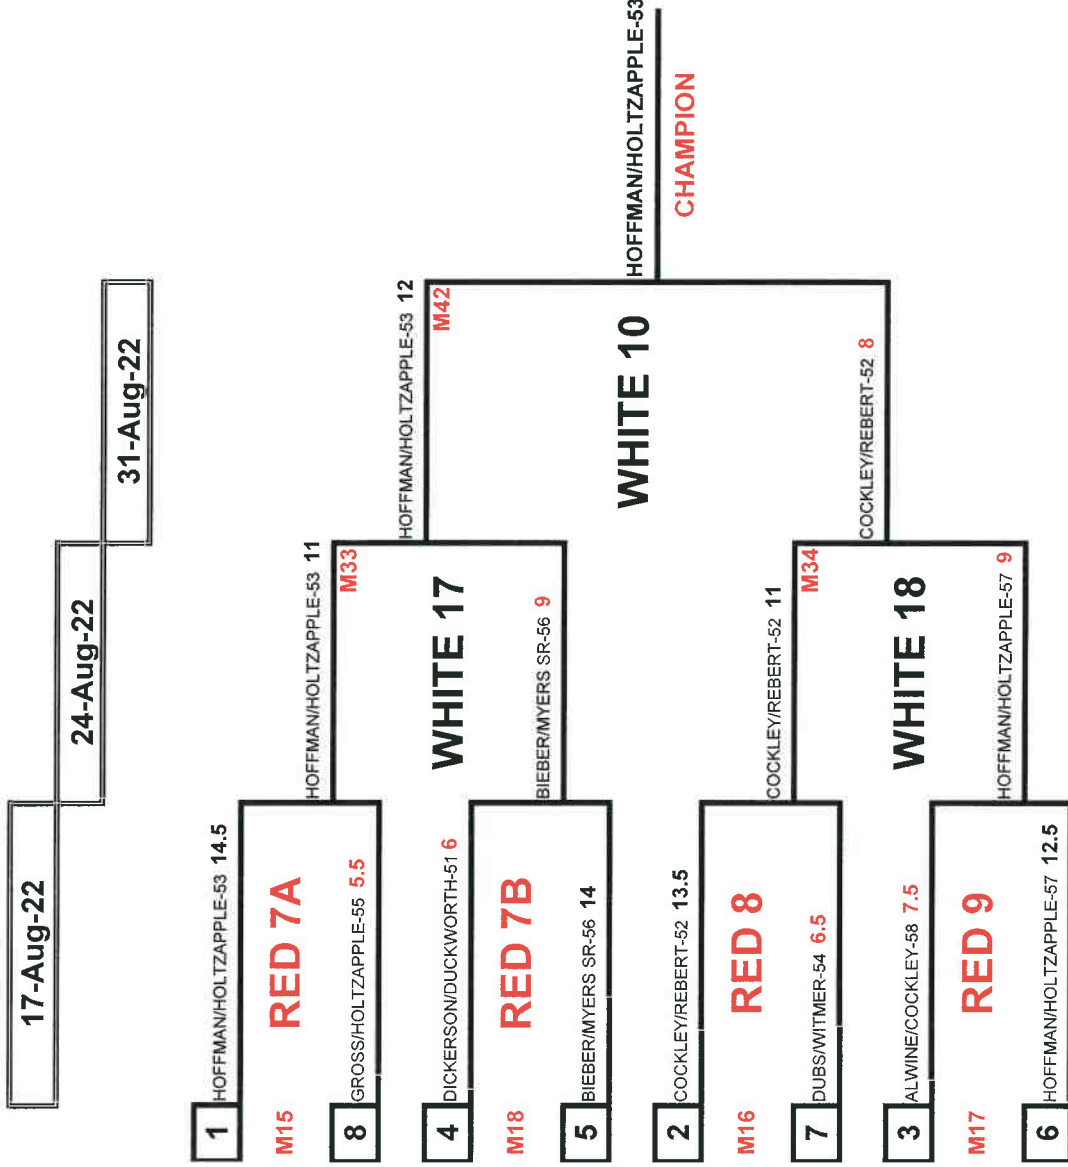 17-Aug-22
24-Aug-22
31-Aug-22
1
HOFFMAN/HOLTZAPPLE-53 14.5
M15
RED 7A
8
GROSS/HOLTZAPPLE-55 5.5
4
DICKERSON/DUCKWORTH-51 6
M18
RED 7B
5
BIEBER/MYERS SR-56 14
2
COCKLEY/REBERT-52 13.5
M16
RED 8
7
DUBS/WITMER-54 6.5
3
ALWINE/COCKLEY-58 7.5
M17
RED 9
6
HOFFMAN/HOLTZAPPLE-57 12.5
HOFFMAN/HOLTZAPPLE-53 11
M33
WHITE 17
BIEBER/MYERS SR-56 9
COCKLEY/REBERT-52 11
M34
WHITE 18
HOFFMAN/HOLTZAPPLE-57 9
HOFFMAN/HOLTZAPPLE-53 12
M42
WHITE 10
COCKLEY/REBERT-52 8
HOFFMAN/HOLTZAPPLE-53
CHAMPION